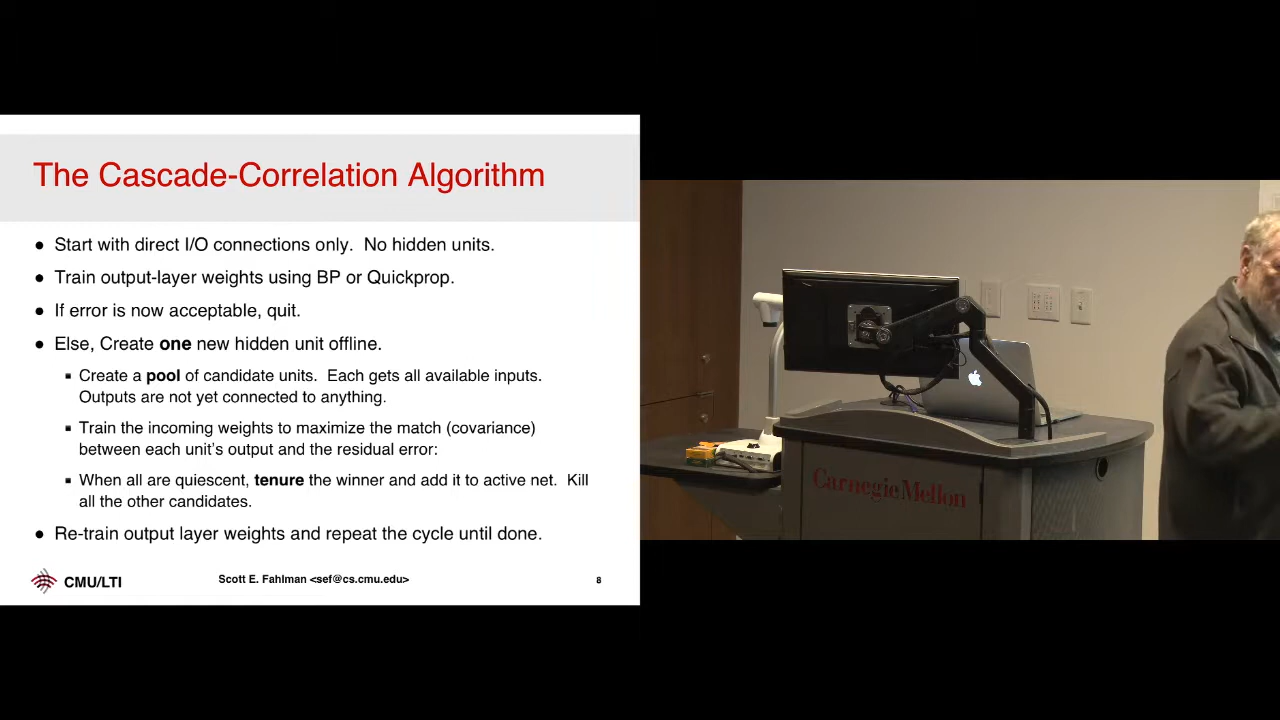 The Cascade-Correlation Algorithm
● Start with direct I/O connections only. No hidden units.
● Train output-layer weights using BP or Quickprop.
● If error is now acceptable, quit.
● Else, Create one new hidden unit offline.
▪ Create a pool of candidate units. Each gets all available inputs.
Outputs are not yet connected to anything.
▪ Train the incoming weights to maximize the match (covariance)
between each unit's output and the residual error:
▪ When all are quiescent, tenure the winner and add it to active net. Kill
all the other candidates.
● Re-train output layer weights and repeat the cycle until done.
CMU/LTI
Scott E. Fahlman <sef@cs.cmu.edu>
8
Carnegie Mellon